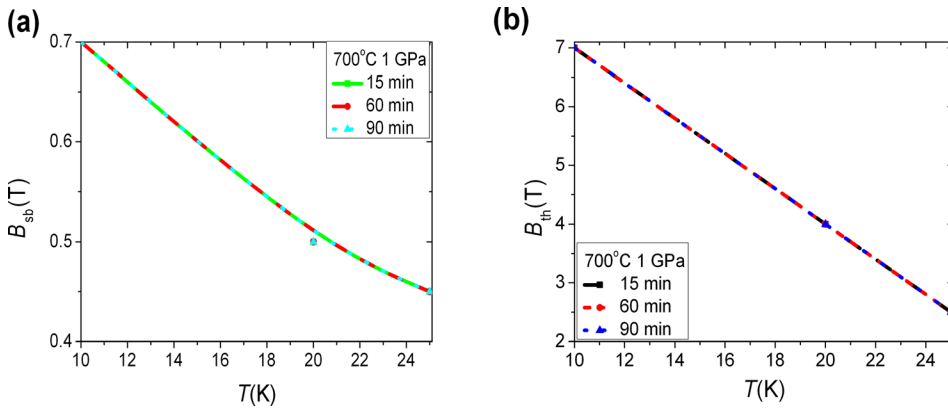 (a)
0.7
0.6
0.5
0.4
B_sb(T)
10 12 14 16 18 20 22 24
T(K)
700°C 1 GPa
15 min
60 min
90 min
(b)
7
6
5
4
3
2
B_th(T)
10 12 14 16 18 20 22 24
T(K)
700°C 1 GPa
15 min
60 min
90 min